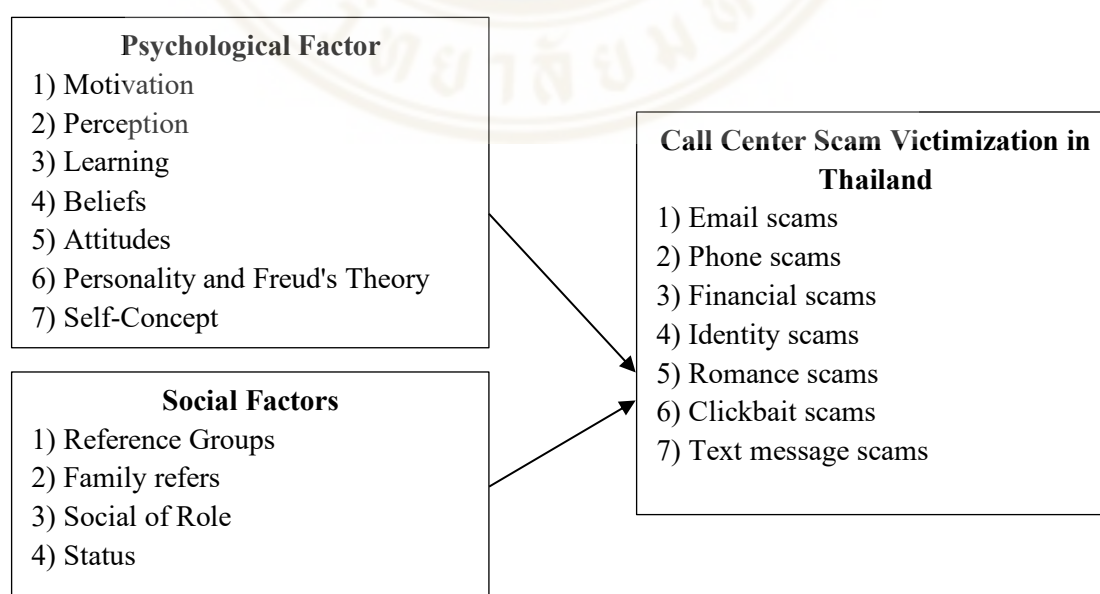 Psychological Factor
1) Motivation
2) Perception
3) Learning
4) Beliefs
5) Attitudes
6) Personality and Freud's Theory
7) Self-Concept
Social Factors
1) Reference Groups
2) Family refers
3) Social of Role
4) Status
Call Center Scam Victimization in
Thailand
1) Email scams
2) Phone scams
3) Financial scams
4) Identity scams
5) Romance scams
6) Clickbait scams
7) Text message scams